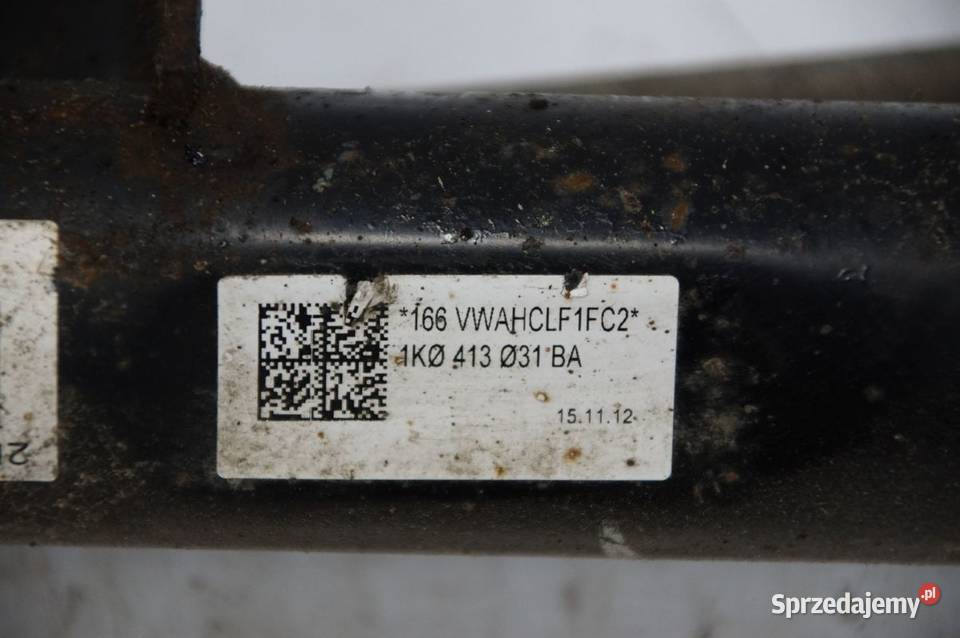 *166 VWAHCLF1FC2*
1KØ 413 Ø31 BA
15.11.12
Sprzedajemy.pl